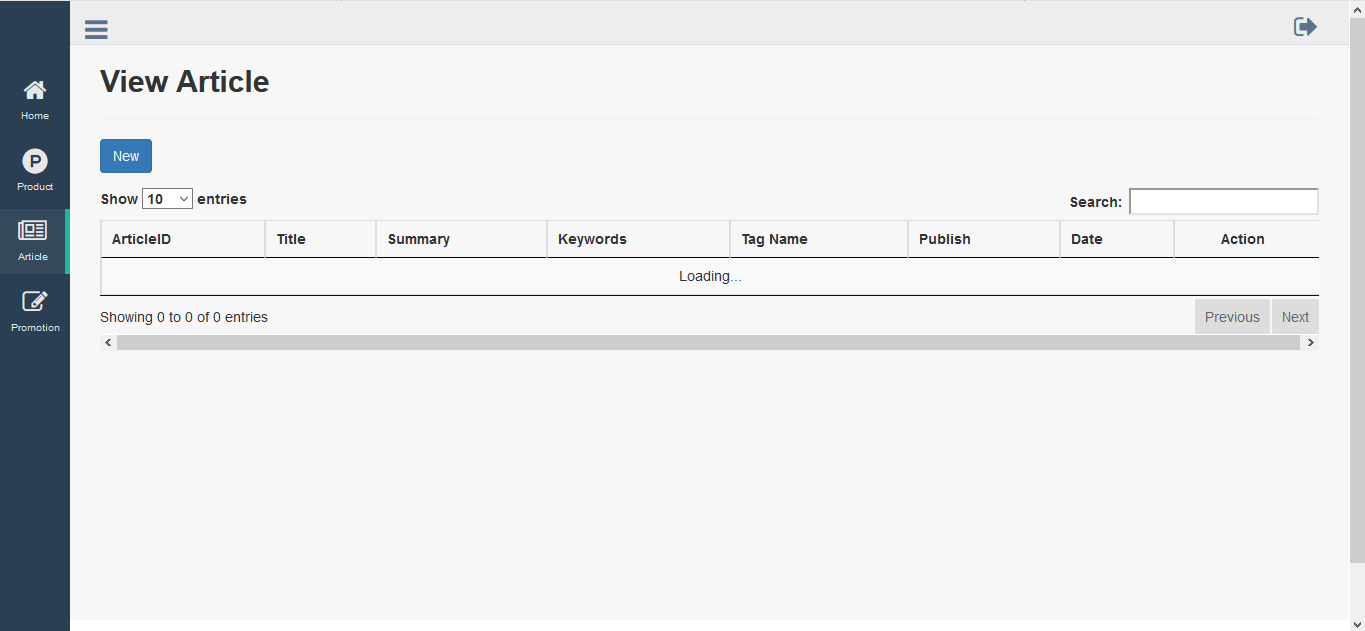 Home
P
Product
Article
Promotion
View Article
New
Show 10 entries
Search:
ArticleID Title Summary Keywords Tag Name Publish Date Action
Loading...
Showing 0 to 0 of 0 entries
Previous Next